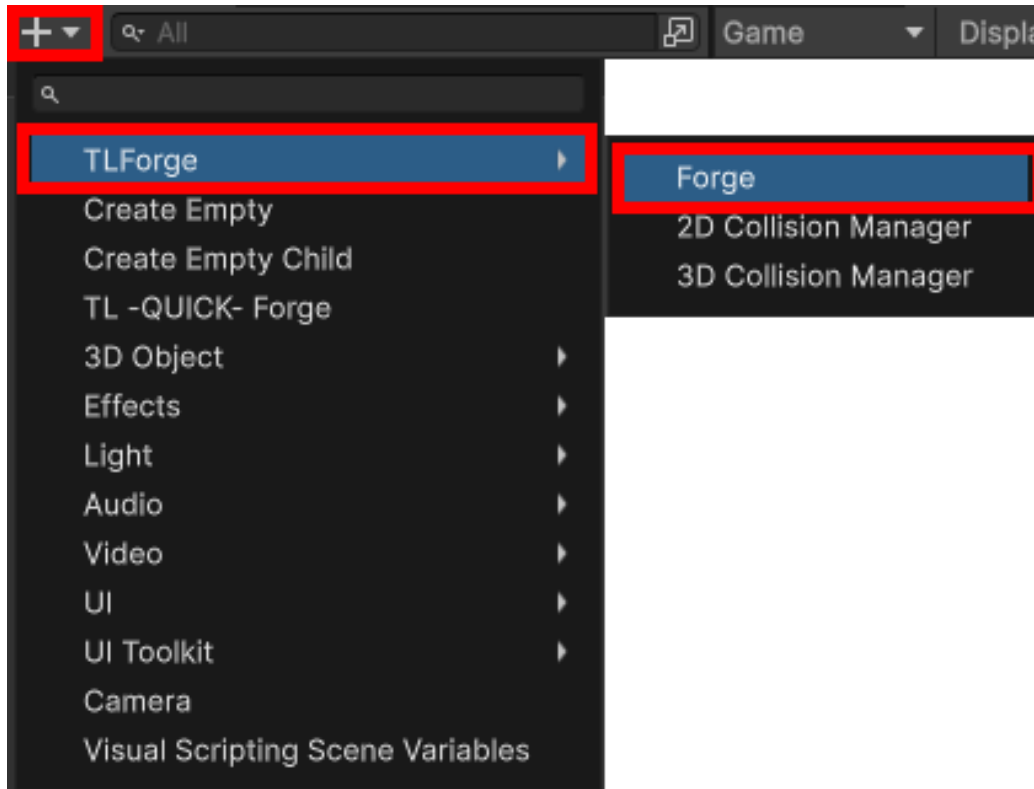 All
Game
Displa
TLForge
Create Empty
Create Empty Child
TL -QUICK- Forge
3D Object
Effects
Light
Audio
Video
UI
UI Toolkit
Camera
Visual Scripting Scene Variables
Forge
2D Collision Manager
3D Collision Manager